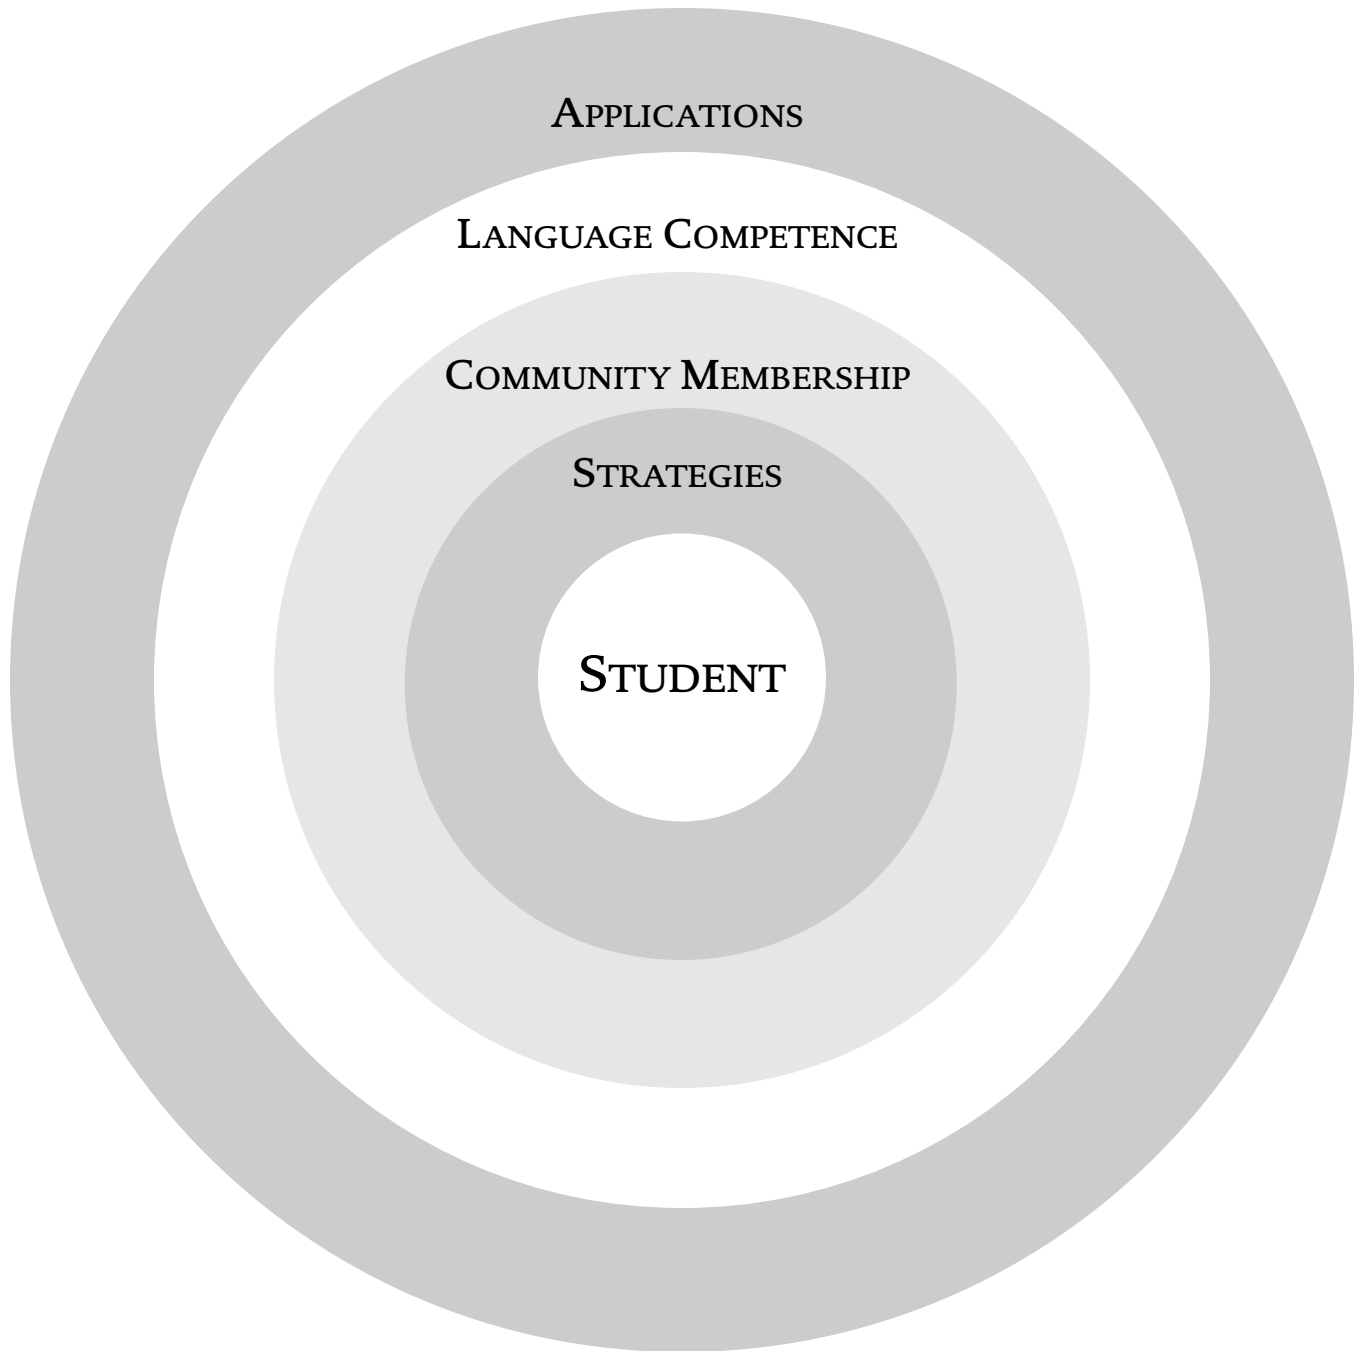 Applications
Language Competence
Community Membership
Strategies
Student